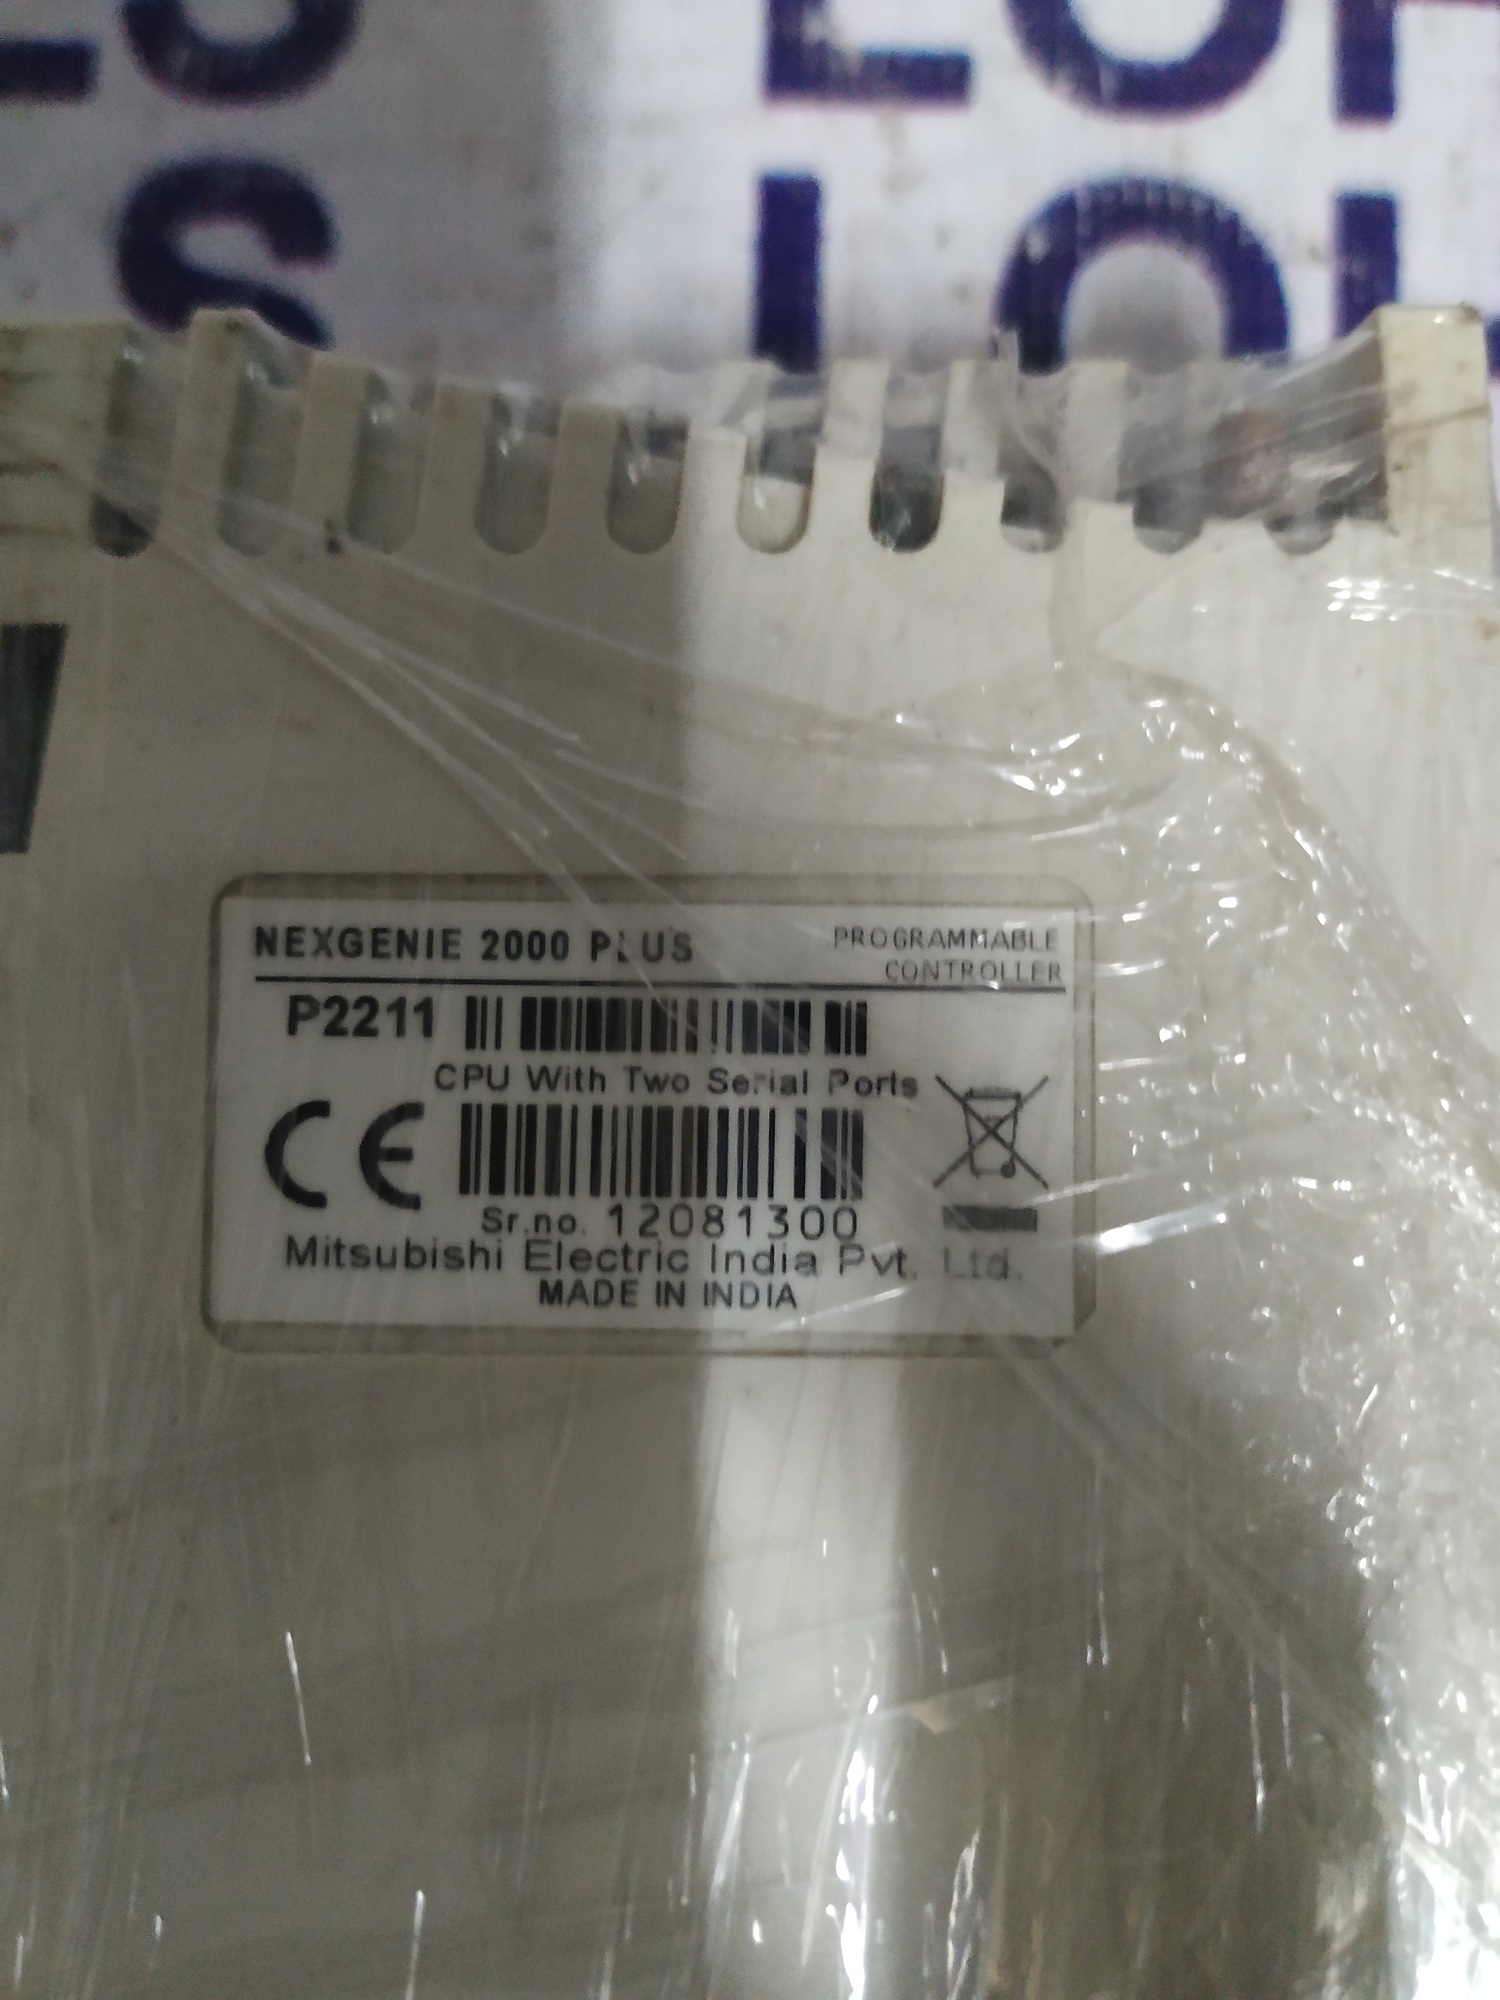 NEXGENIE 2000 PLUS
PROGRAMMABLE
CONTROLLER
P2211
CPU With Two Serial Ports
CE
Sr.no. 12081300
Mitsubishi Electric India Pvt. Ltd.
MADE IN INDIA